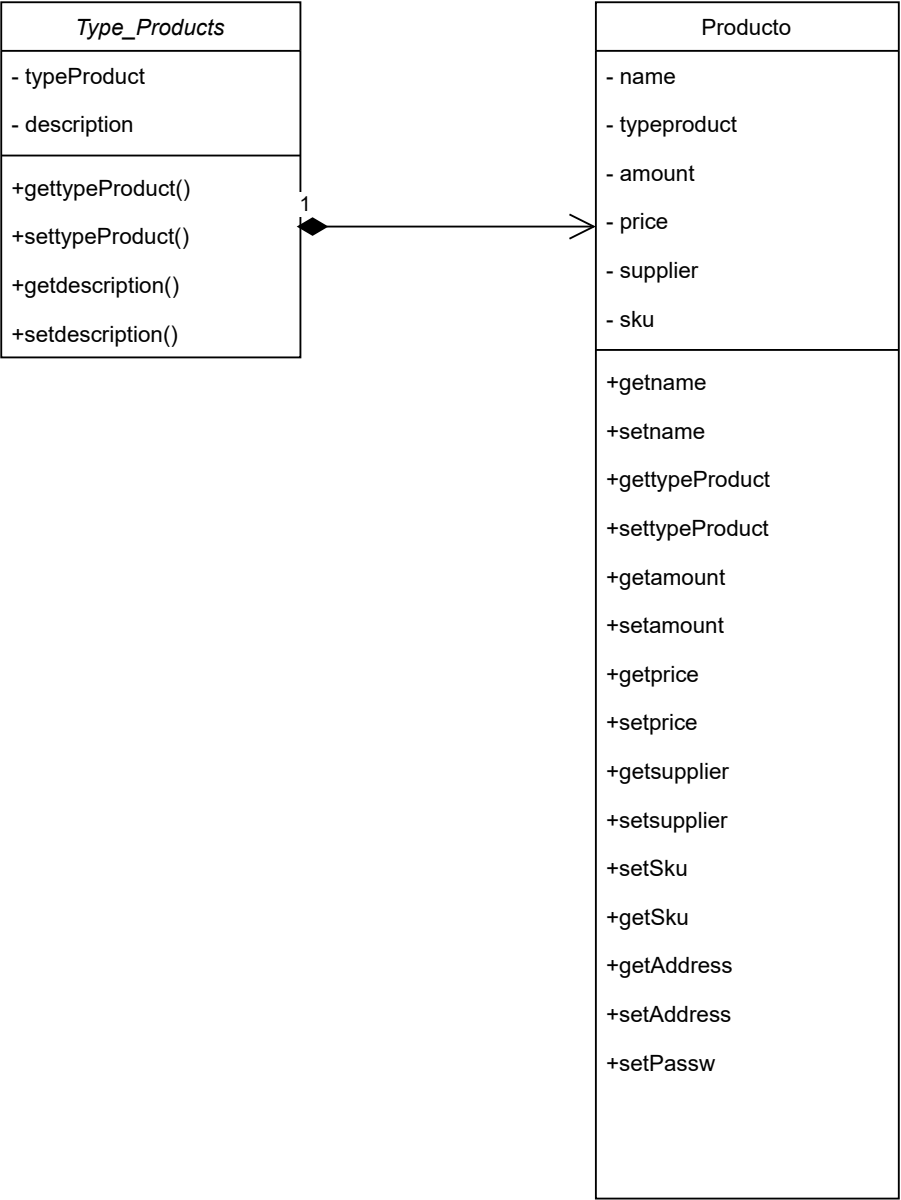 Type_Products
- typeProduct
- description
+gettypeProduct()
+settypeProduct()
+getdescription()
+setdescription()
1
Producto
- name
- typeproduct
- amount
- price
- supplier
- sku
+getname
+setname
+gettypeProduct
+settypeProduct
+getamount
+setamount
+getprice
+setprice
+getsupplier
+setsupplier
+setSku
+getSku
+getAddress
+setAddress
+setPassw